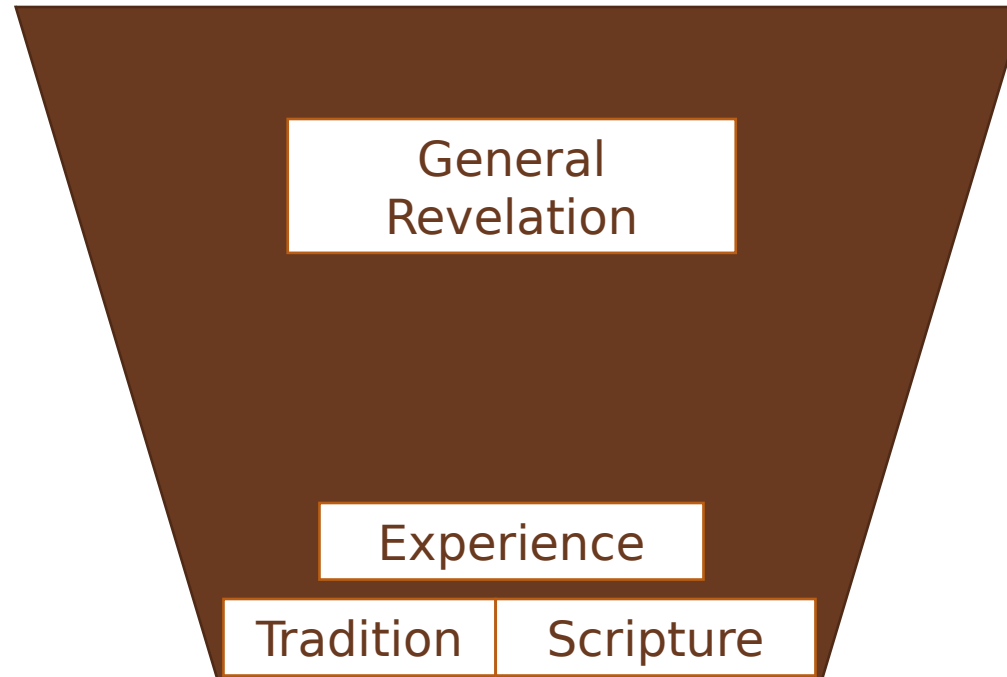 General
Revelation
Experience
Tradition
Scripture